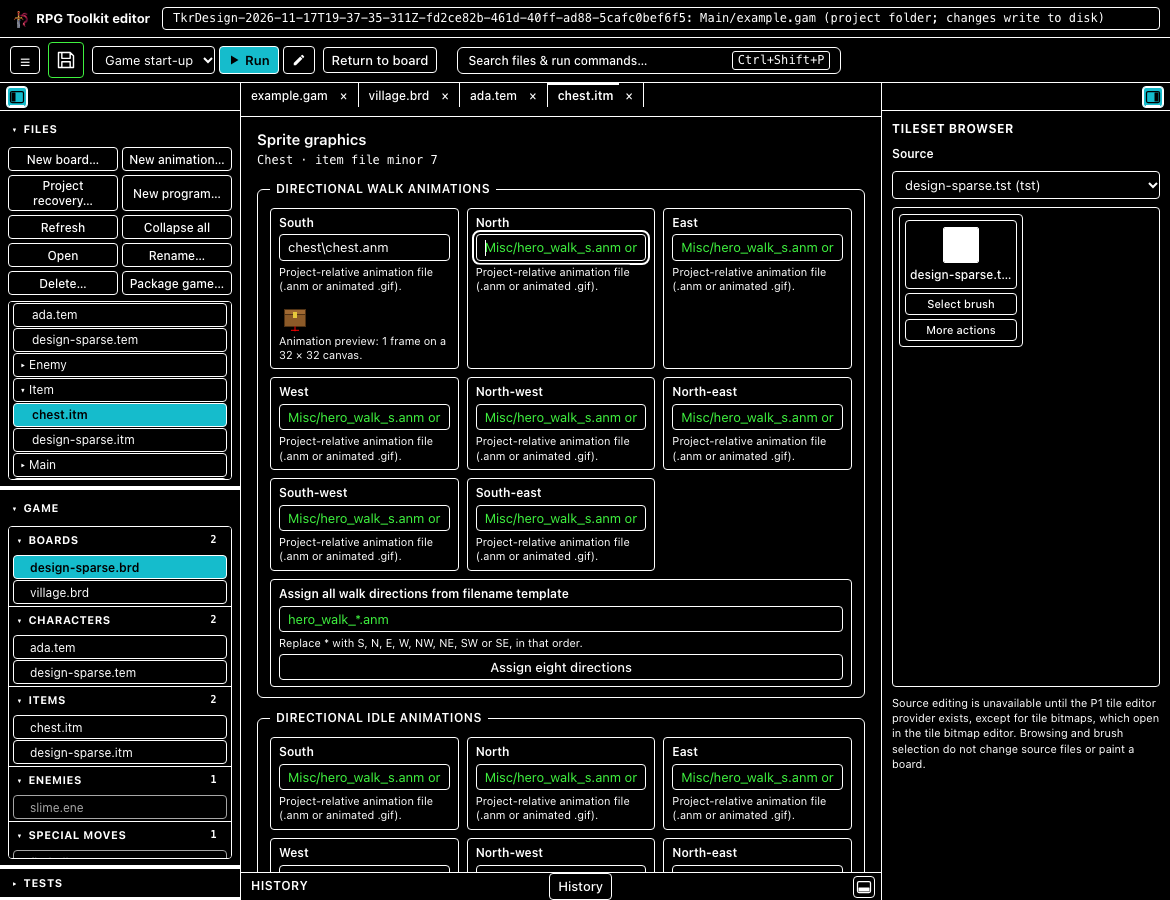 RPG Toolkit editor
TkrDesign-2026-11-17T19-37-35-311Z-fd2ce82b-461d-40ff-ad88-5cafc0bef6f5: Main/example.gam (project folder; changes write to disk)
Game start-up
Run
Return to board
Search files & run commands...
Ctrl+Shift+P
FILES
New board...
New animation...
Project recovery...
New program...
Refresh
Collapse all
Open
Rename...
Delete...
Package game...
ada.tem
design-sparse.tem
Enemy
Item
chest.itm
design-sparse.itm
Main
GAME
BOARDS 2
design-sparse.brd
village.brd
CHARACTERS 2
ada.tem
design-sparse.tem
ITEMS 2
chest.itm
design-sparse.itm
ENEMIES 1
slime.ene
SPECIAL MOVES 1
TESTS
example.gam ×
village.brd ×
ada.tem ×
chest.itm ×
Sprite graphics
Chest · item file minor 7
DIRECTIONAL WALK ANIMATIONS
South
chest\chest.anm
Project-relative animation file
(.anm or animated .gif).
Animation preview: 1 frame on a
32 × 32 canvas.
North
Misc/hero_walk_s.anm or
Project-relative animation file
(.anm or animated .gif).
East
Misc/hero_walk_s.anm or
Project-relative animation file
(.anm or animated .gif).
West
Misc/hero_walk_s.anm or
Project-relative animation file
(.anm or animated .gif).
North-west
Misc/hero_walk_s.anm or
Project-relative animation file
(.anm or animated .gif).
North-east
Misc/hero_walk_s.anm or
Project-relative animation file
(.anm or animated .gif).
South-west
Misc/hero_walk_s.anm or
Project-relative animation file
(.anm or animated .gif).
South-east
Misc/hero_walk_s.anm or
Project-relative animation file
(.anm or animated .gif).
Assign all walk directions from filename template
hero_walk_*.anm
Replace * with S, N, E, W, NW, NE, SW or SE, in that order.
Assign eight directions
DIRECTIONAL IDLE ANIMATIONS
South
Misc/hero_walk_s.anm or
Project-relative animation file
(.anm or animated .gif).
North
Misc/hero_walk_s.anm or
Project-relative animation file
(.anm or animated .gif).
East
Misc/hero_walk_s.anm or
Project-relative animation file
(.anm or animated .gif).
West
North-west
North-east
HISTORY
History
TILESET BROWSER
Source
design-sparse.tst (tst)
design-sparse.t...
Select brush
More actions
Source editing is unavailable until the P1 tile editor
provider exists, except for tile bitmaps, which open
in the tile bitmap editor. Browsing and brush
selection do not change source files or paint a
board.